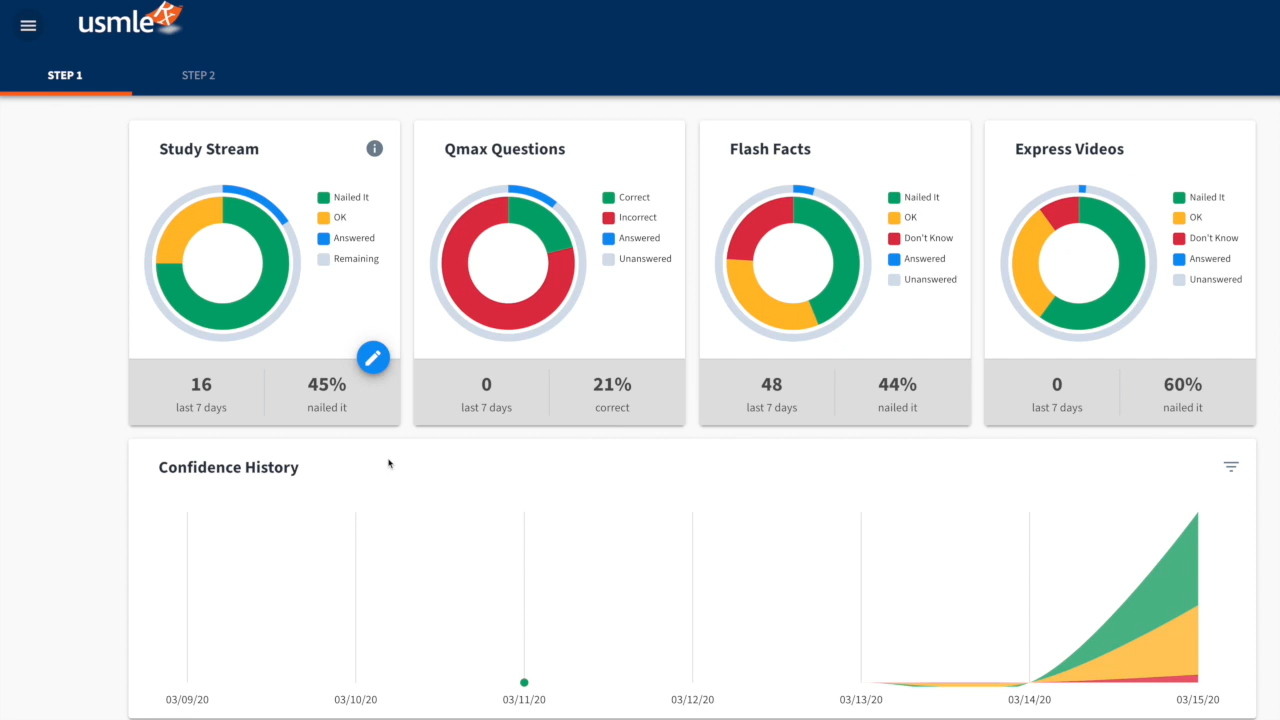 usmle Rx
STEP 1
STEP 2
Study Stream
Nailed It
OK
Answered
Remaining
16
last 7 days
45%
nailed it
Qmax Questions
Correct
Incorrect
Answered
Unanswered
0
last 7 days
21%
correct
Flash Facts
Nailed It
OK
Don't Know
Answered
Unanswered
48
last 7 days
44%
nailed it
Express Videos
Nailed It
OK
Don't Know
Answered
Unanswered
0
last 7 days
60%
nailed it
Confidence History
03/09/20
03/10/20
03/11/20
03/12/20
03/13/20
03/14/20
03/15/20